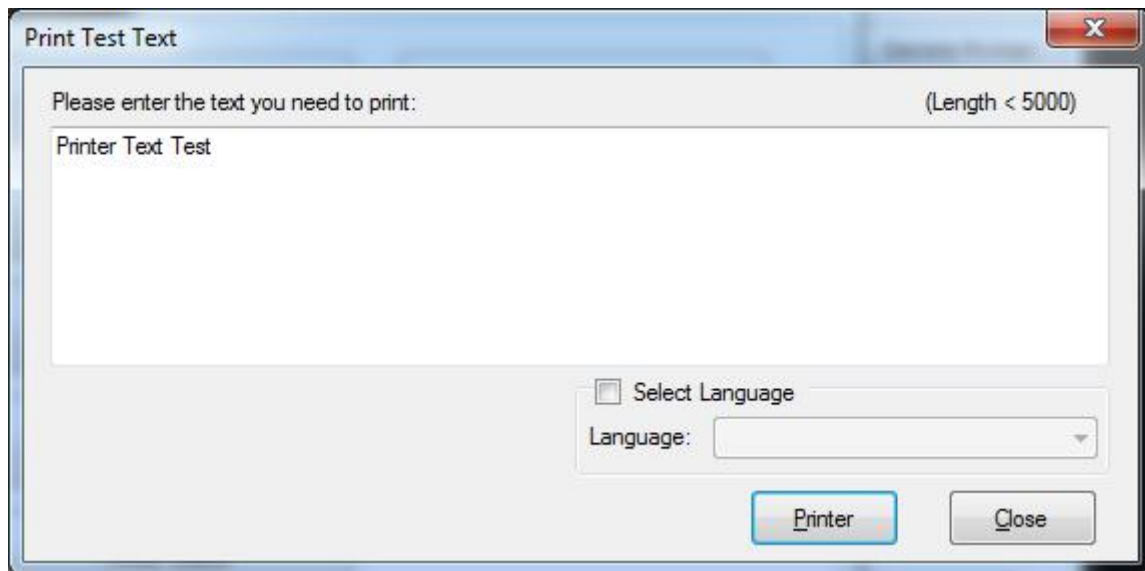 Print Test Text
Please enter the text you need to print: (Length < 5000)
Printer Text Test
Select Language
Language:
Printer Close